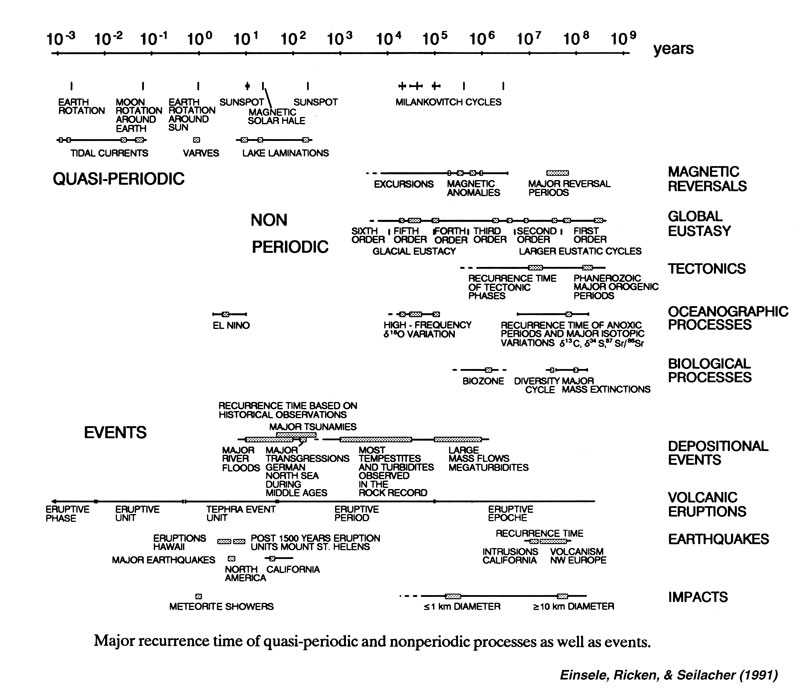 10⁻³ 10⁻² 10⁻¹ 10⁰ 10¹ 10² 10³ 10⁴ 10⁵ 10⁶ 10⁷ 10⁸ 10⁹ years
EARTH
ROTATION
MOON
ROTATION
AROUND
EARTH
EARTH
ROTATION
AROUND
SUN
SUNSPOT
MAGNETIC
SOLAR HALE
SUNSPOT
MILANKOVITCH CYCLES
TIDAL CURRENTS
VARVES
LAKE LAMINATIONS
QUASI-PERIODIC
EXCURSIONS
MAGNETIC
ANOMALIES
MAJOR REVERSAL
PERIODS
MAGNETIC
REVERSALS
NON
PERIODIC
SIXTH
ORDER
FIFTH
ORDER
FORTH
ORDER
THIRD
ORDER
SECOND
ORDER
FIRST
ORDER
GLACIAL EUSTACY
LARGER EUSTATIC CYCLES
GLOBAL
EUSTASY
RECURRENCE TIME
OF TECTONIC
PHASES
PHANEROZOIC
MAJOR OROGENIC
PERIODS
TECTONICS
EL NINO
HIGH - FREQUENCY
δ¹⁸O VARIATION
RECURRENCE TIME OF ANOXIC
PERIODS AND MAJOR ISOTOPIC
VARIATIONS δ¹³C, δ³⁴S, ⁸⁷Sr/⁸⁶Sr
OCEANOGRAPHIC
PROCESSES
BIOZONE
DIVERSITY
CYCLE
MAJOR
MASS EXTINCTIONS
BIOLOGICAL
PROCESSES
EVENTS
RECURRENCE TIME BASED ON
HISTORICAL OBSERVATIONS
MAJOR TSUNAMIES
MAJOR
RIVER
FLOODS
MAJOR
TRANSGRESSIONS
GERMAN
NORTH SEA
DURING
MIDDLE AGES
MOST
TEMPESTITES
AND TURBIDITES
OBSERVED
IN THE
ROCK RECORD
LARGE
MASS FLOWS
MEGATURBIDITES
DEPOSITIONAL
EVENTS
ERUPTIVE
PHASE
ERUPTIVE
UNIT
TEPHRA EVENT
UNIT
ERUPTIVE
PERIOD
ERUPTIVE
EPOCHE
VOLCANIC
ERUPTIONS
ERUPTIONS
HAWAII
POST 1500 YEARS ERUPTION
UNITS MOUNT ST. HELENS
RECURRENCE TIME
INTRUSIONS
CALIFORNIA
VOLCANISM
NW EUROPE
EARTHQUAKES
MAJOR EARTHQUAKES
NORTH
AMERICA
CALIFORNIA
METEORITE SHOWERS
≤1 km DIAMETER
≥10 km DIAMETER
IMPACTS
Major recurrence time of quasi-periodic and nonperiodic processes as well as events.
Einsele, Ricken, & Seilacher (1991)